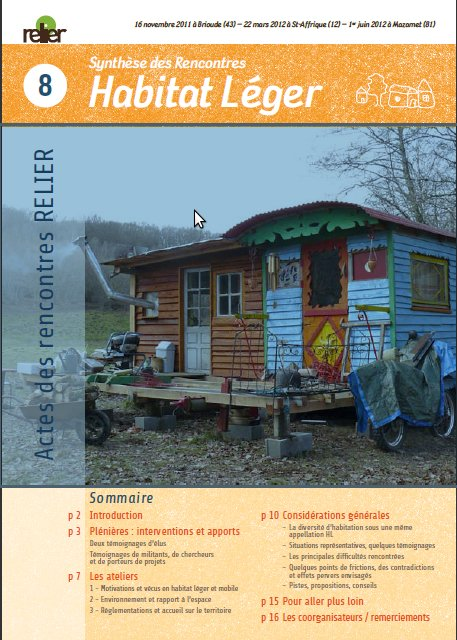 relier
16 novembre 2011 à Brioude (43) – 22 mars 2012 à St-Affrique (12) – 1er juin 2012 à Mazamet (81)
8
Synthèse des Rencontres
Habitat Léger
Actes des rencontres RELIER
Sommaire
p 2 Introduction
p 3 Plénières : interventions et apports
Deux témoignages d'élus
Témoignages de militants, de chercheurs
et de porteurs de projets
p 7 Les ateliers
1 - Motivations et vécus en habitat léger et mobile
2 - Environnement et rapport à l'espace
3 - Règlementations et accueil sur le territoire
p 10 Considérations générales
- La diversité d'habitation sous une même
appellation HL
- Situations représentatives, quelques témoignages
- Les principales difficultés rencontrées
- Quelques points de frictions, des contradictions
et effets pervers envisagés
- Pistes, propositions, conseils
p 15 Pour aller plus loin
p 16 Les coorganisateurs / remerciements